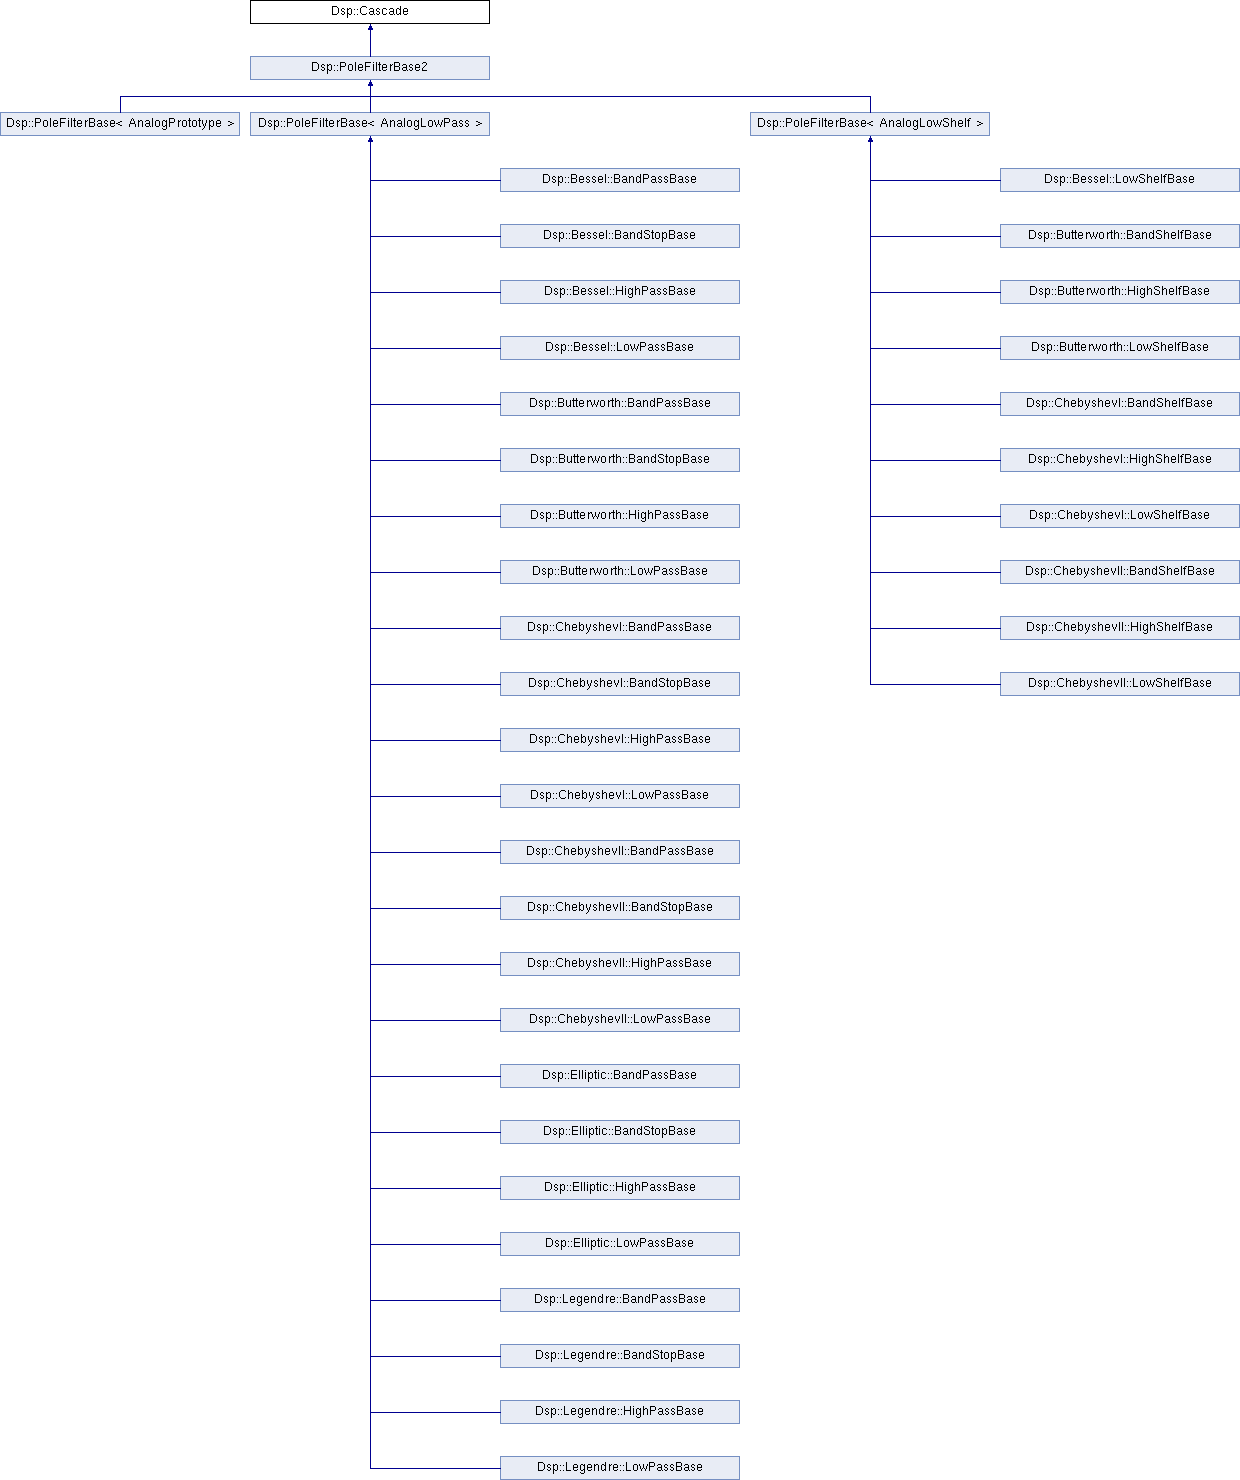 Dsp::Cascade
Dsp::PoleFilterBase2
Dsp::PoleFilterBase< AnalogPrototype >
Dsp::PoleFilterBase< AnalogLowPass >
Dsp::PoleFilterBase< AnalogLowShelf >
Dsp::Bessel::BandPassBase
Dsp::Bessel::LowShelfBase
Dsp::Bessel::BandStopBase
Dsp::Butterworth::BandShelfBase
Dsp::Bessel::HighPassBase
Dsp::Butterworth::HighShelfBase
Dsp::Bessel::LowPassBase
Dsp::Butterworth::LowShelfBase
Dsp::Butterworth::BandPassBase
Dsp::ChebyshevI::BandShelfBase
Dsp::Butterworth::BandStopBase
Dsp::ChebyshevI::HighShelfBase
Dsp::Butterworth::HighPassBase
Dsp::ChebyshevI::LowShelfBase
Dsp::Butterworth::LowPassBase
Dsp::ChebyshevII::BandShelfBase
Dsp::ChebyshevI::BandPassBase
Dsp::ChebyshevII::HighShelfBase
Dsp::ChebyshevI::BandStopBase
Dsp::ChebyshevII::LowShelfBase
Dsp::ChebyshevI::HighPassBase
Dsp::ChebyshevI::LowPassBase
Dsp::ChebyshevII::BandPassBase
Dsp::ChebyshevII::BandStopBase
Dsp::ChebyshevII::HighPassBase
Dsp::ChebyshevII::LowPassBase
Dsp::Elliptic::BandPassBase
Dsp::Elliptic::BandStopBase
Dsp::Elliptic::HighPassBase
Dsp::Elliptic::LowPassBase
Dsp::Legendre::BandPassBase
Dsp::Legendre::BandStopBase
Dsp::Legendre::HighPassBase
Dsp::Legendre::LowPassBase